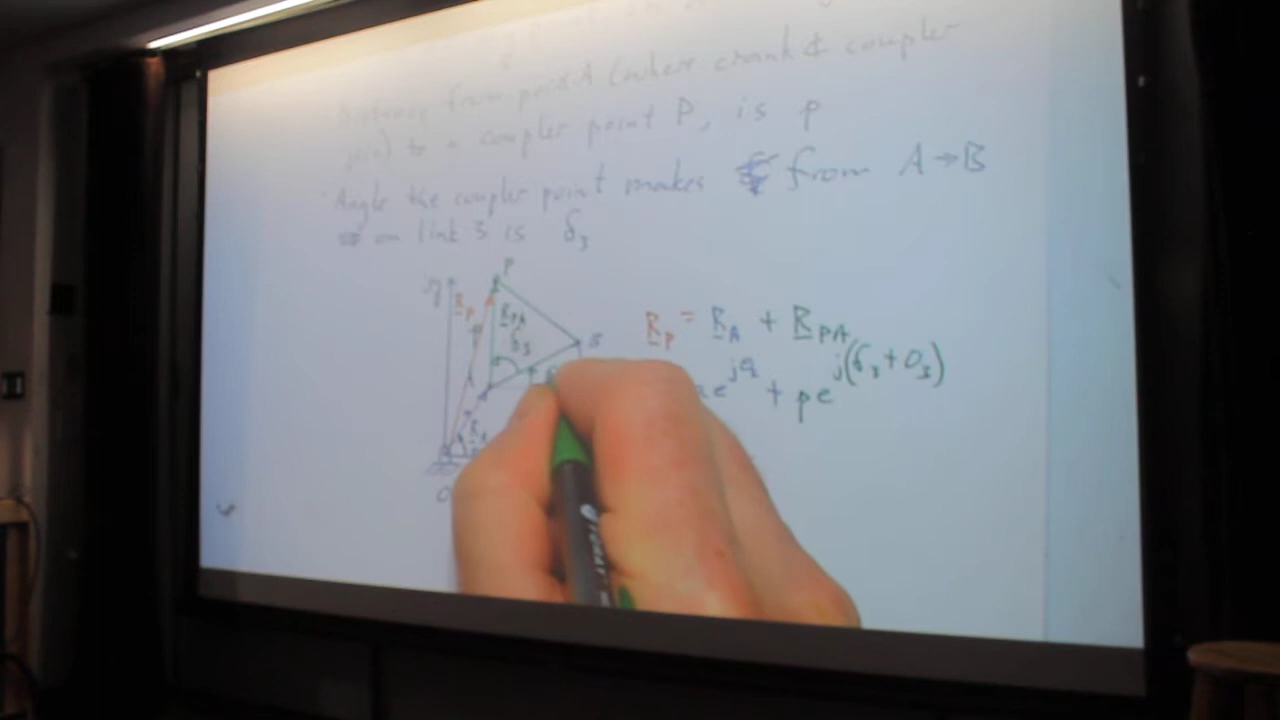 Distance from point A (where crank & coupler
join) to a coupler point P, is p
Angle the coupler point makes from A→B
on link 3 is δ₃
P
R_P
R_PA
δ₃
B
R_P = R_A + R_PA
e^j + pe^j(δ₃+θ₃)
R_A
O